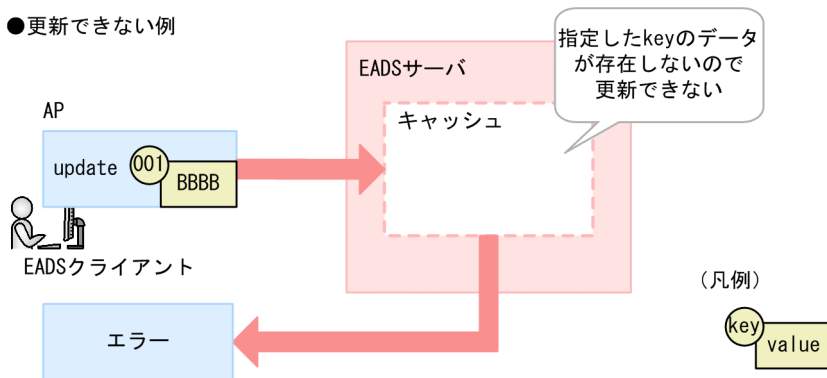 ●更新できない例
指定したkeyのデータ
が存在しないので
更新できない
EADSサーバ
キャッシュ
AP
update
001
BBBB
EADSクライアント
エラー
（凡例）
key
value